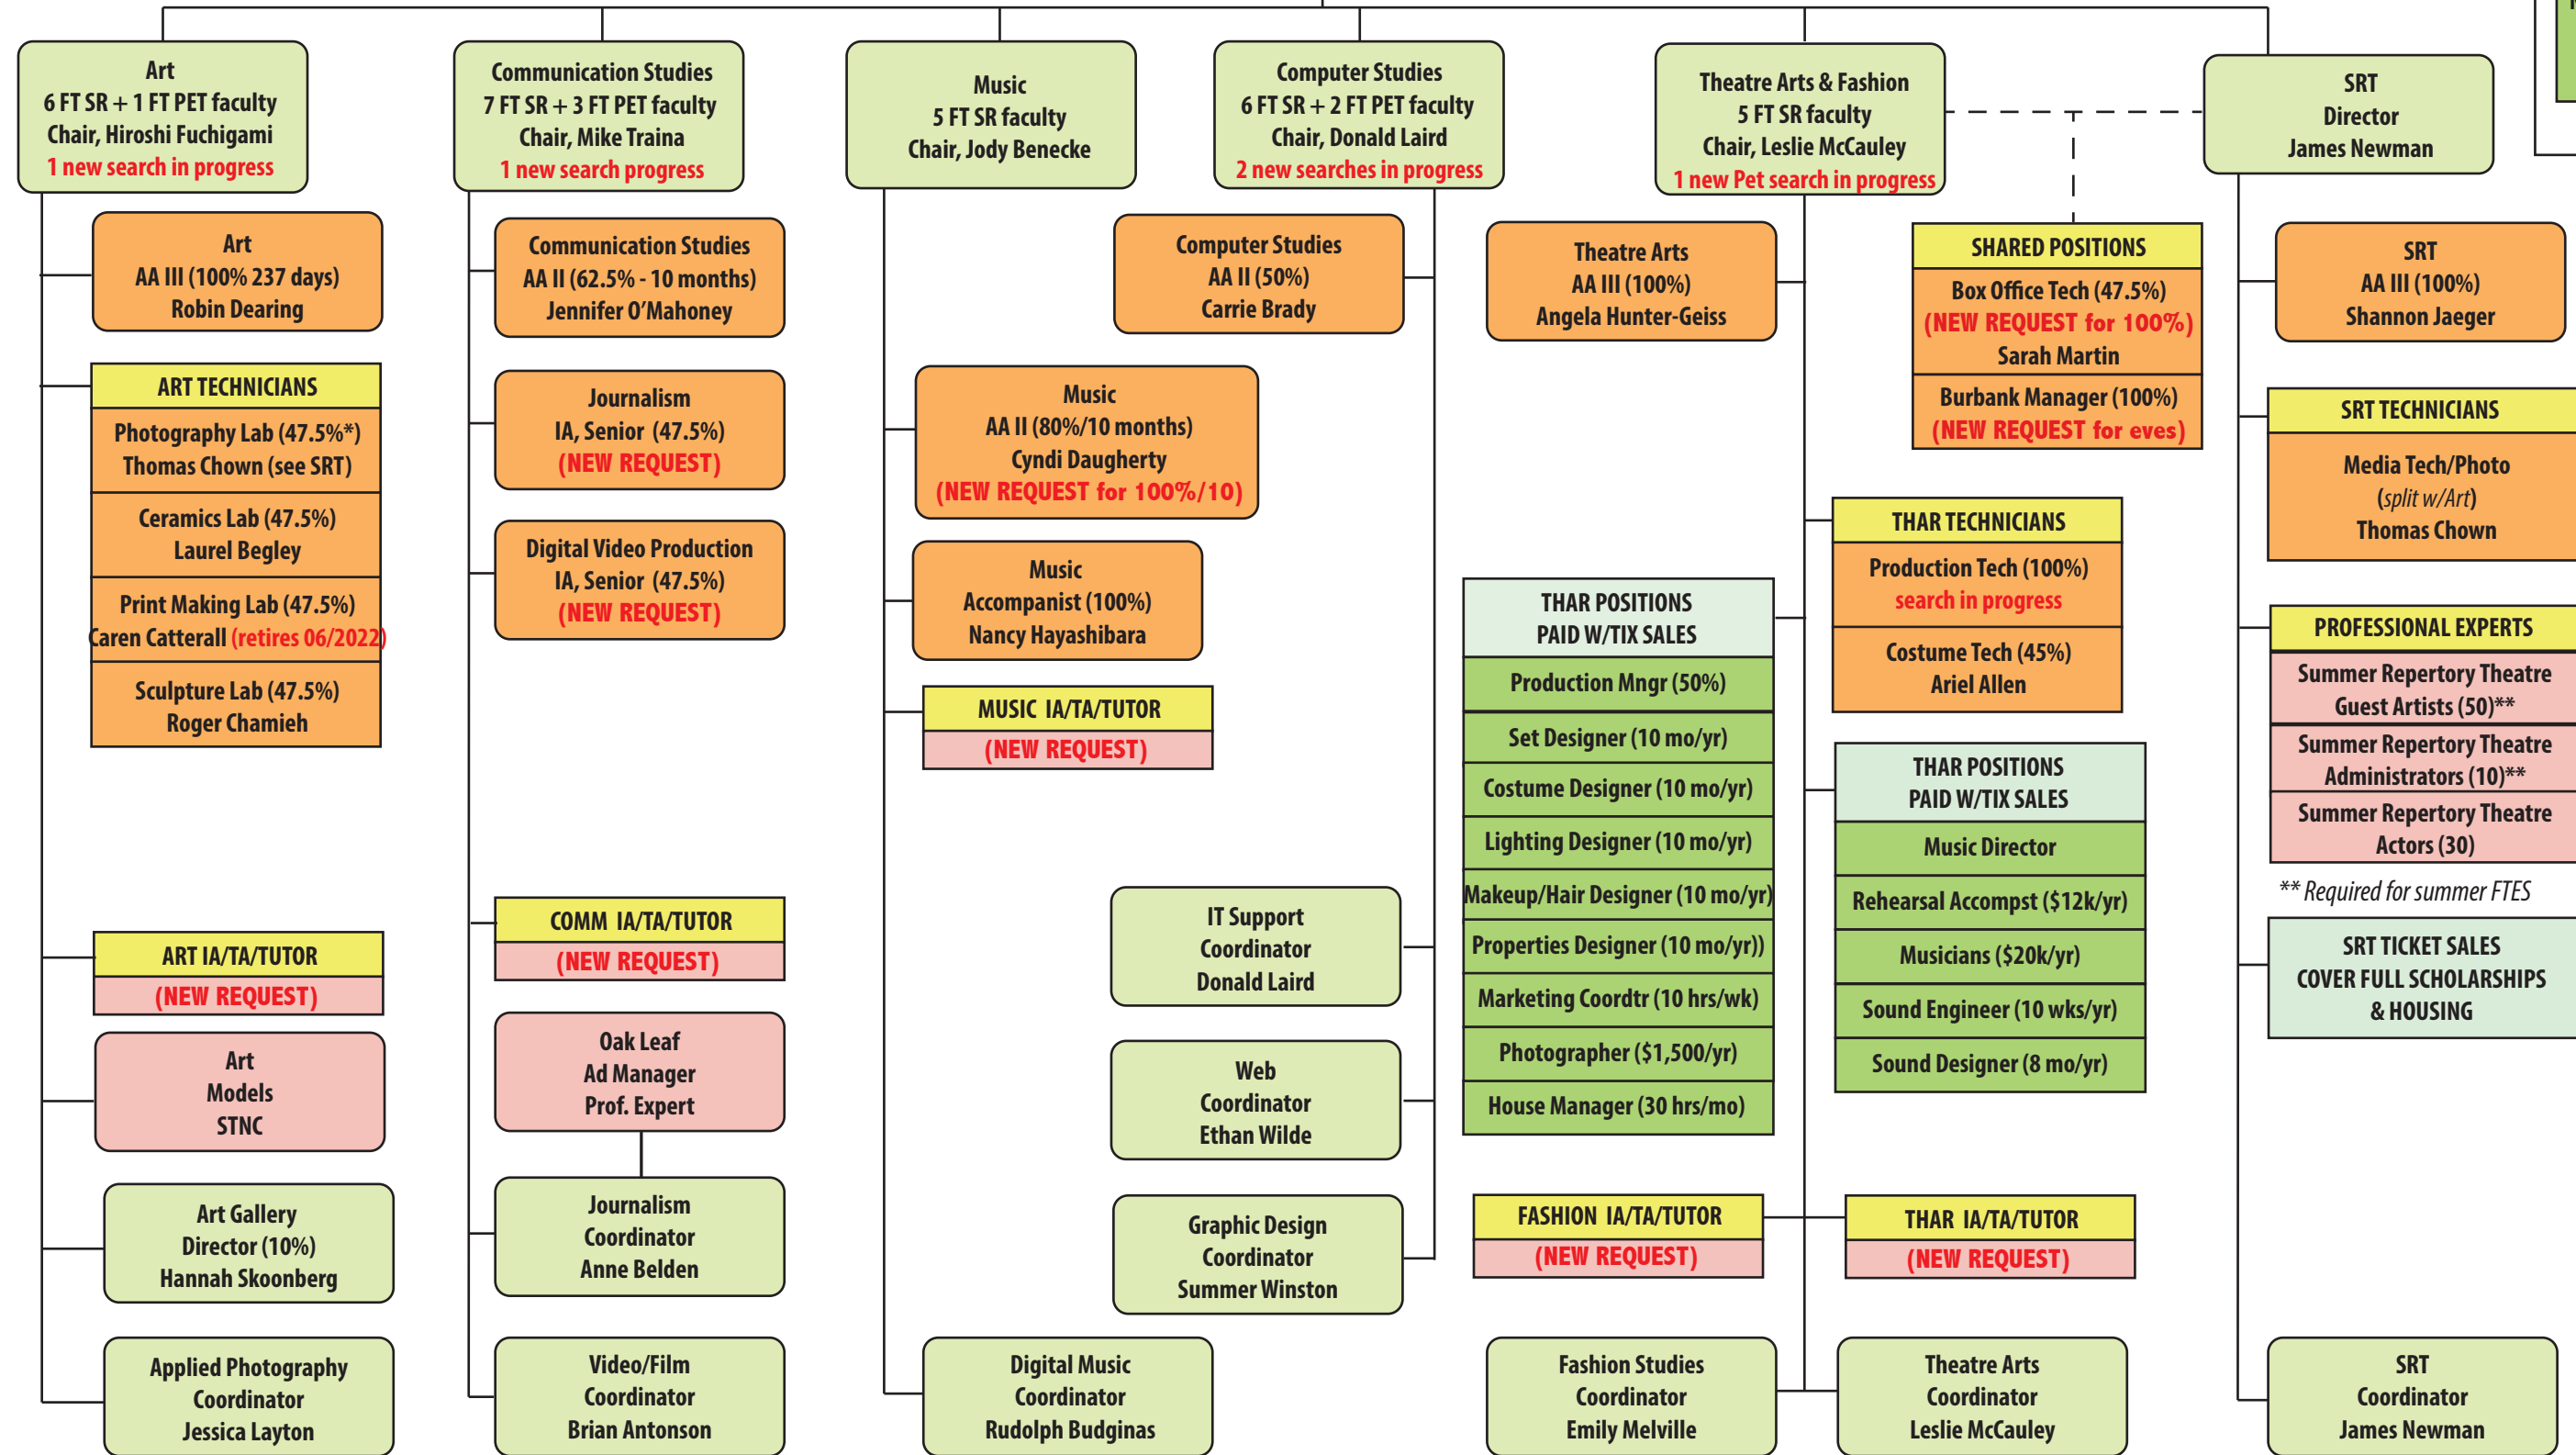 Art
6 FT SR + 1 FT PET faculty
Chair, Hiroshi Fuchigami
1 new search in progress
Art
AA III (100% 237 days)
Robin Dearing
ART TECHNICIANS
Photography Lab (47.5%*)
Thomas Chown (see SRT)
Ceramics Lab (47.5%)
Laurel Begley
Print Making Lab (47.5%)
Caren Catterall (retires 06/2022)
Sculpture Lab (47.5%)
Roger Chamieh
ART IA/TA/TUTOR
(NEW REQUEST)
Art
Models
STNC
Art Gallery
Director (10%)
Hannah Skoonberg
Applied Photography
Coordinator
Jessica Layton
Communication Studies
7 FT SR + 3 FT PET faculty
Chair, Mike Traina
1 new search progress
Communication Studies
AA II (62.5% - 10 months)
Jennifer O’Mahoney
Journalism
IA, Senior (47.5%)
(NEW REQUEST)
Digital Video Production
IA, Senior (47.5%)
(NEW REQUEST)
COMM IA/TA/TUTOR
(NEW REQUEST)
Oak Leaf
Ad Manager
Prof. Expert
Journalism
Coordinator
Anne Belden
Video/Film
Coordinator
Brian Antonson
Music
5 FT SR faculty
Chair, Jody Benecke
Music
AA II (80%/10 months)
Cyndi Daugherty
(NEW REQUEST for 100%/10)
Music
Accompanist (100%)
Nancy Hayashibara
MUSIC IA/TA/TUTOR
(NEW REQUEST)
Digital Music
Coordinator
Rudolph Budginas
Computer Studies
6 FT SR + 2 FT PET faculty
Chair, Donald Laird
2 new searches in progress
Computer Studies
AA II (50%)
Carrie Brady
IT Support
Coordinator
Donald Laird
Web
Coordinator
Ethan Wilde
Graphic Design
Coordinator
Summer Winston
Theatre Arts & Fashion
5 FT SR faculty
Chair, Leslie McCauley
1 new Pet search in progress
Theatre Arts
AA III (100%)
Angela Hunter-Geiss
THAR POSITIONS
PAID W/TIX SALES
Production Mngr (50%)
Set Designer (10 mo/yr)
Costume Designer (10 mo/yr)
Lighting Designer (10 mo/yr)
Makeup/Hair Designer (10 mo/yr)
Properties Designer (10 mo/yr))
Marketing Coordtr (10 hrs/wk)
Photographer ($1,500/yr)
House Manager (30 hrs/mo)
FASHION IA/TA/TUTOR
(NEW REQUEST)
Fashion Studies
Coordinator
Emily Melville
SHARED POSITIONS
Box Office Tech (47.5%)
(NEW REQUEST for 100%)
Sarah Martin
Burbank Manager (100%)
(NEW REQUEST for eves)
THAR TECHNICIANS
Production Tech (100%)
search in progress
Costume Tech (45%)
Ariel Allen
THAR POSITIONS
PAID W/TIX SALES
Music Director
Rehearsal Accompst ($12k/yr)
Musicians ($20k/yr)
Sound Engineer (10 wks/yr)
Sound Designer (8 mo/yr)
THAR IA/TA/TUTOR
(NEW REQUEST)
Theatre Arts
Coordinator
Leslie McCauley
SRT
Director
James Newman
SRT
AA III (100%)
Shannon Jaeger
SRT TECHNICIANS
Media Tech/Photo
(split w/Art)
Thomas Chown
PROFESSIONAL EXPERTS
Summer Repertory Theatre
Guest Artists (50)**
Summer Repertory Theatre
Administrators (10)**
Summer Repertory Theatre
Actors (30)
** Required for summer FTES
SRT TICKET SALES
COVER FULL SCHOLARSHIPS
& HOUSING
SRT
Coordinator
James Newman